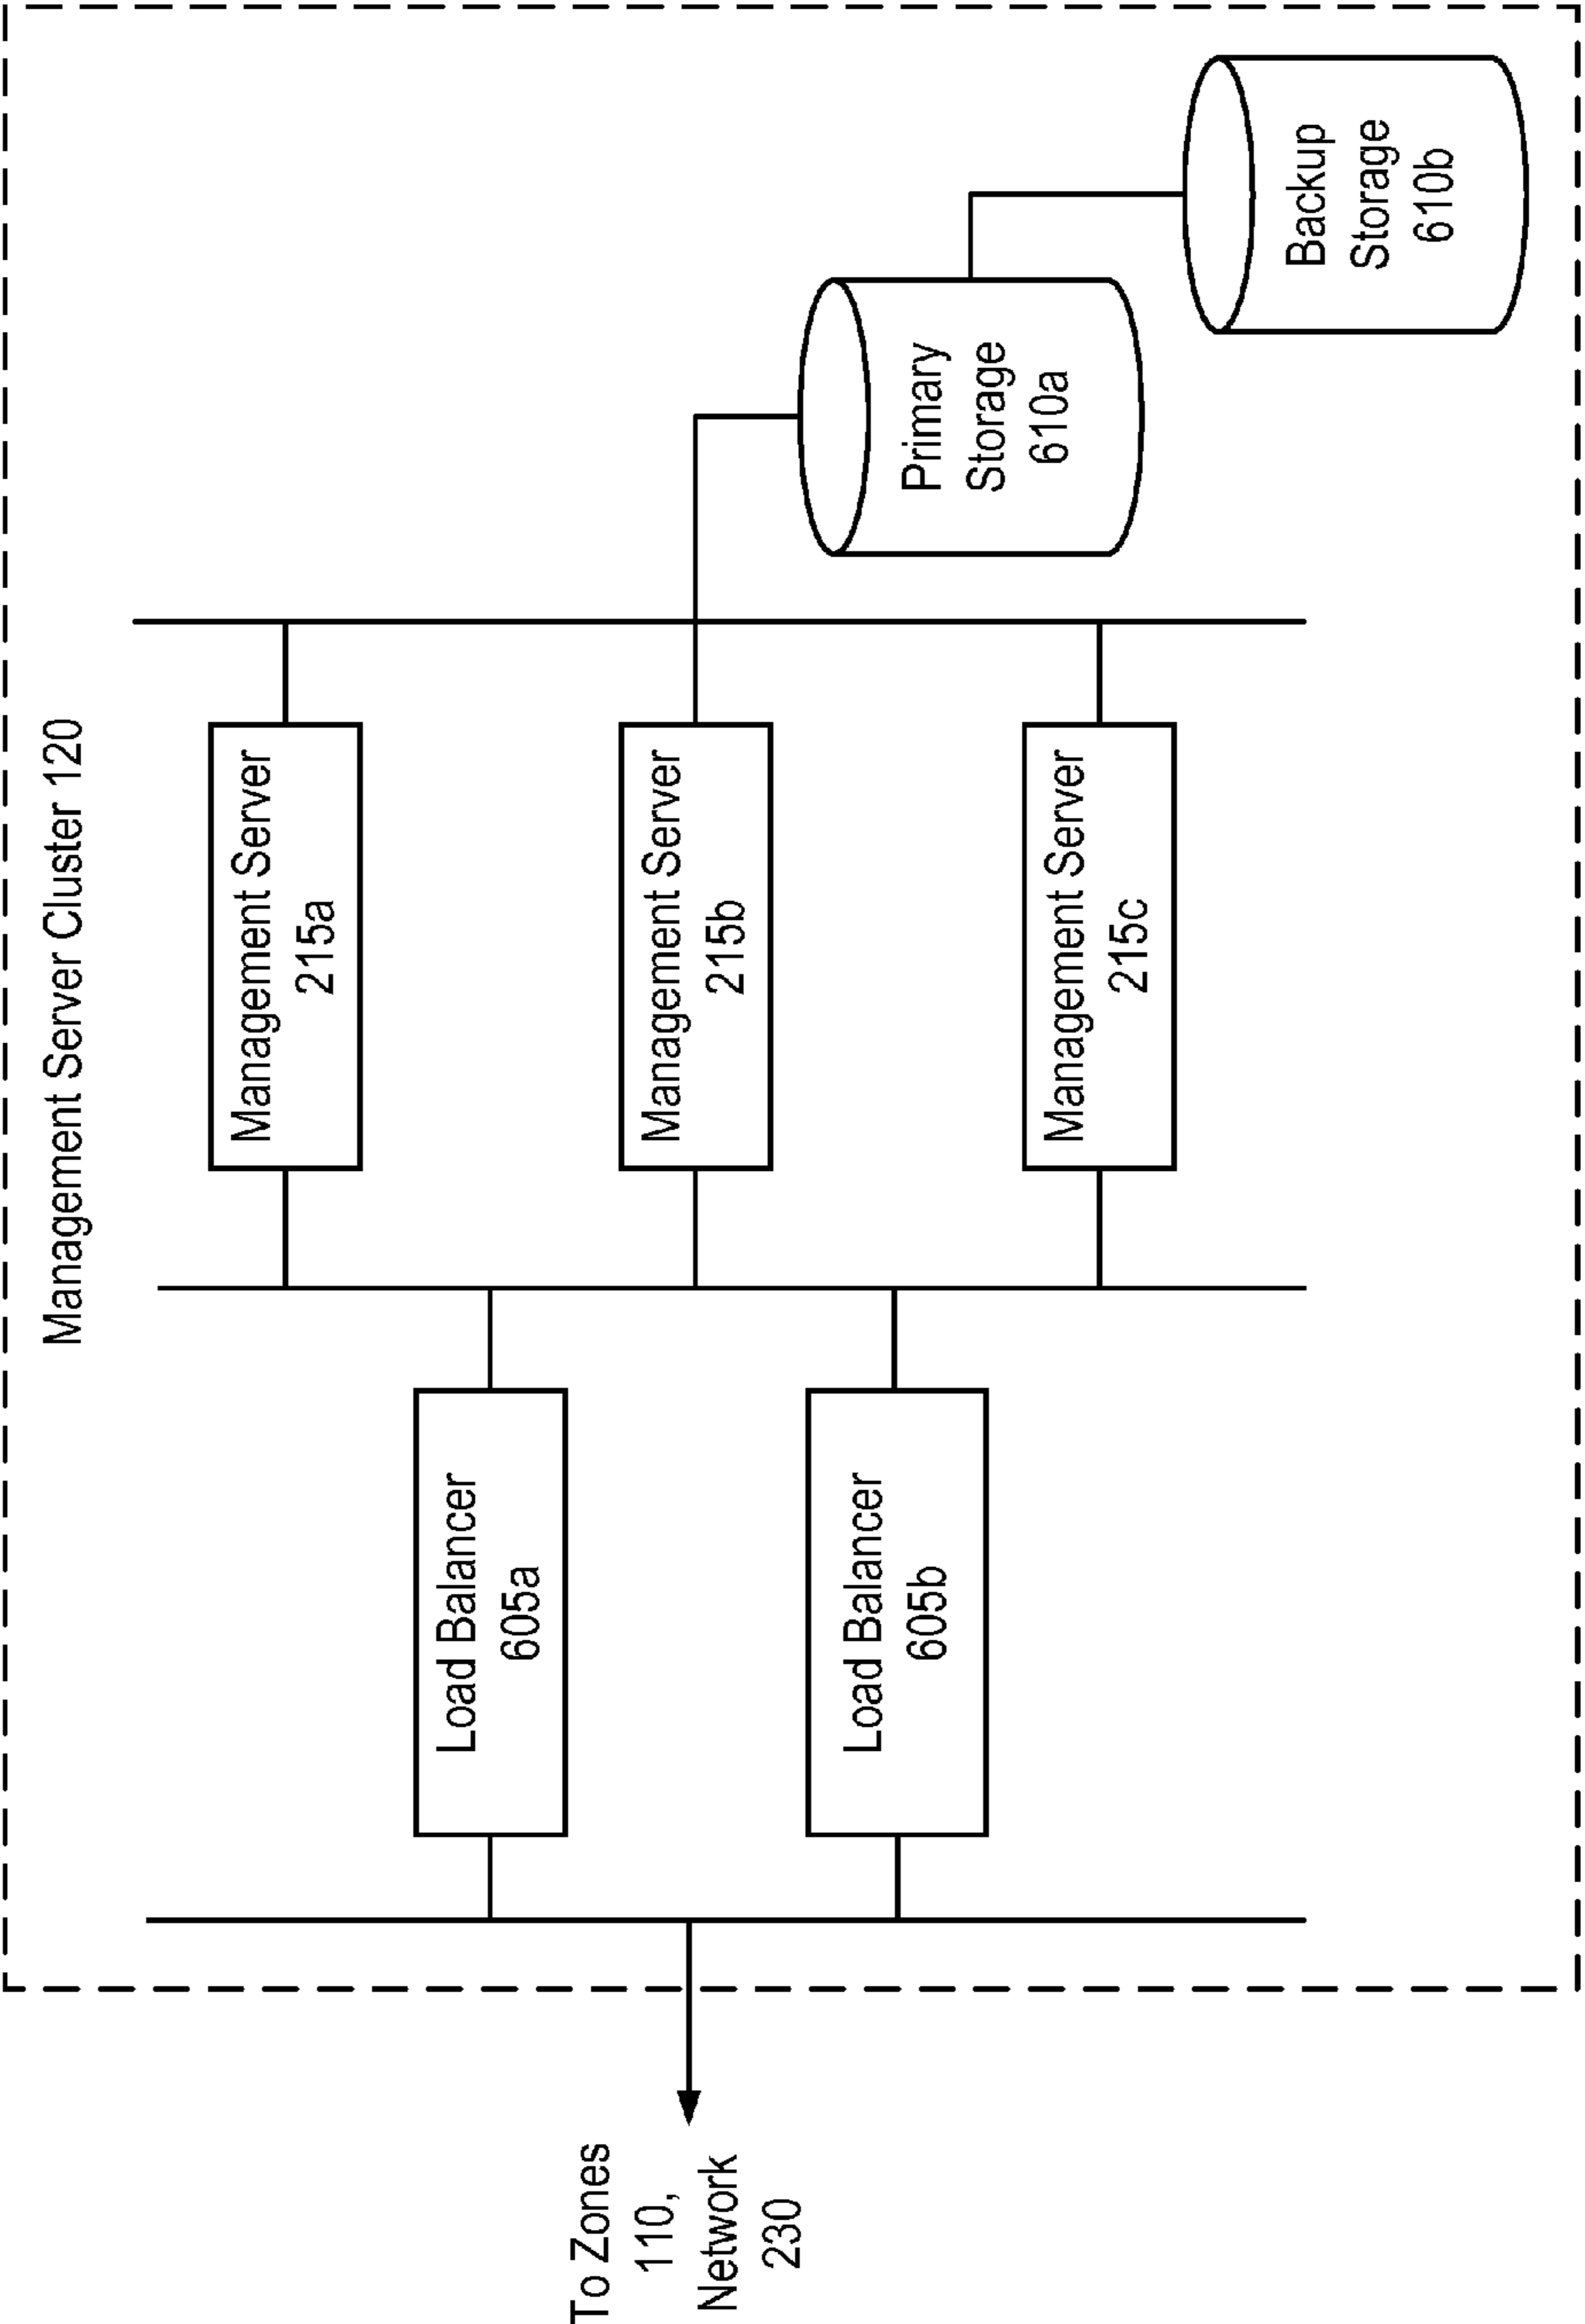 Management Server Cluster 120
To Zones
110,
Network
230
Load Balancer
605a
Load Balancer
605b
Management Server
215a
Management Server
215b
Management Server
215c
Primary
Storage
610a
Backup
Storage
610b